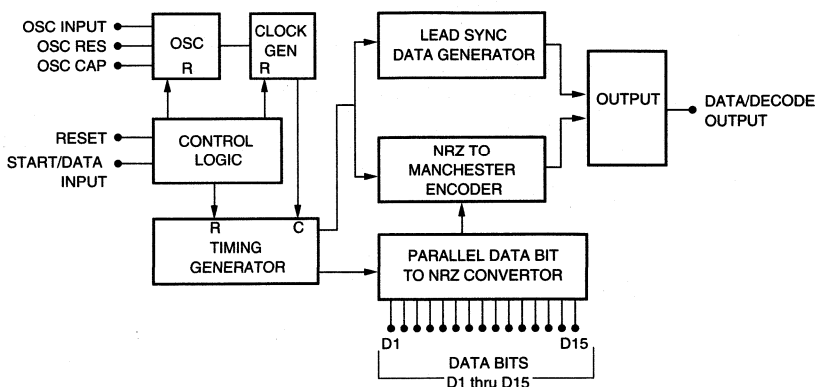 OSC INPUT
OSC RES
OSC CAP
OSC
R
CLOCK
GEN
R
LEAD SYNC
DATA GENERATOR
OUTPUT
DATA/DECODE
OUTPUT
RESET
START/DATA
INPUT
CONTROL
LOGIC
NRZ TO
MANCHESTER
ENCODER
R
C
TIMING
GENERATOR
PARALLEL DATA BIT
TO NRZ CONVERTOR
D1
D15
DATA BITS
D1 thru D15